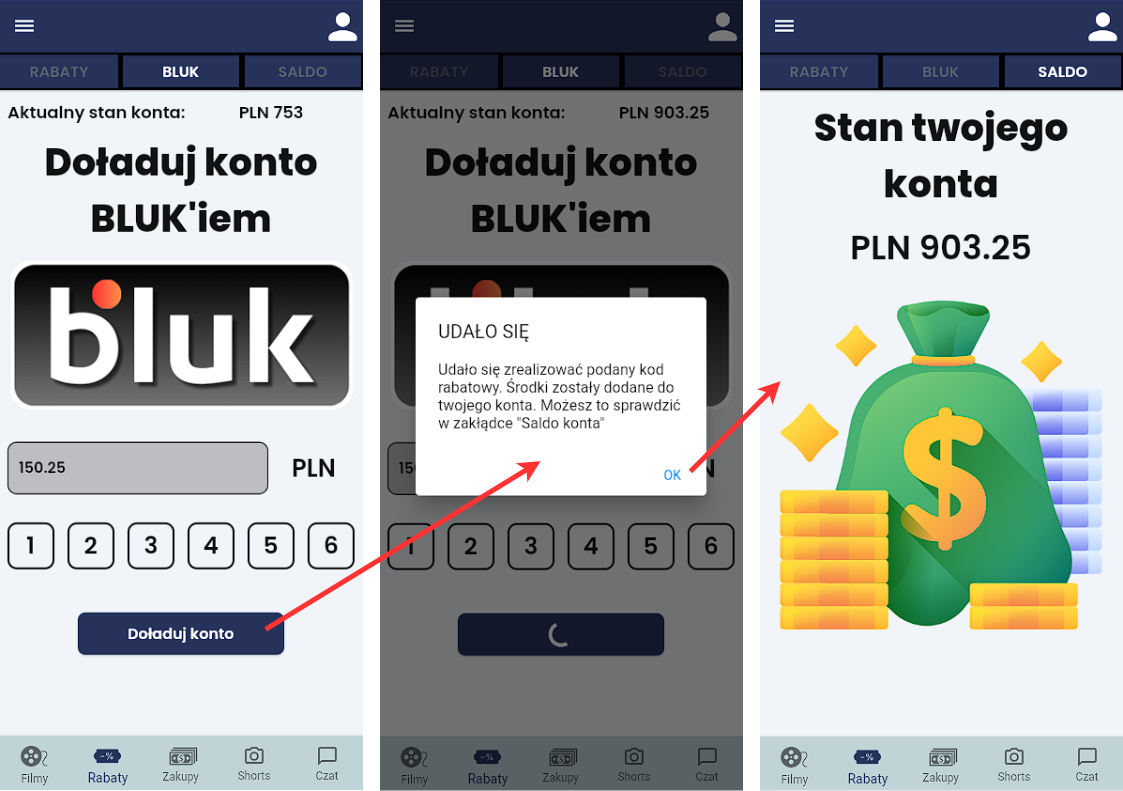 RABATY BLUK SALDO
Aktualny stan konta: PLN 753
Doładuj konto
BLUK'iem
bluk
150.25 PLN
1 2 3 4 5 6
Doładuj konto
Filmy Rabaty Zakupy Shorts Czat
RABATY BLUK SALDO
Aktualny stan konta: PLN 903.25
Doładuj konto
BLUK'iem
UDAŁO SIĘ
Udało się zrealizować podany kod
rabatowy. Środki zostały dodane do
twojego konta. Możesz to sprawdzić
w zakłądce "Saldo konta"
OK
1 2 3 4 5 6
Filmy Rabaty Zakupy Shorts Czat
RABATY BLUK SALDO
Stan twojego
konta
PLN 903.25
$
Filmy Rabaty Zakupy Shorts Czat